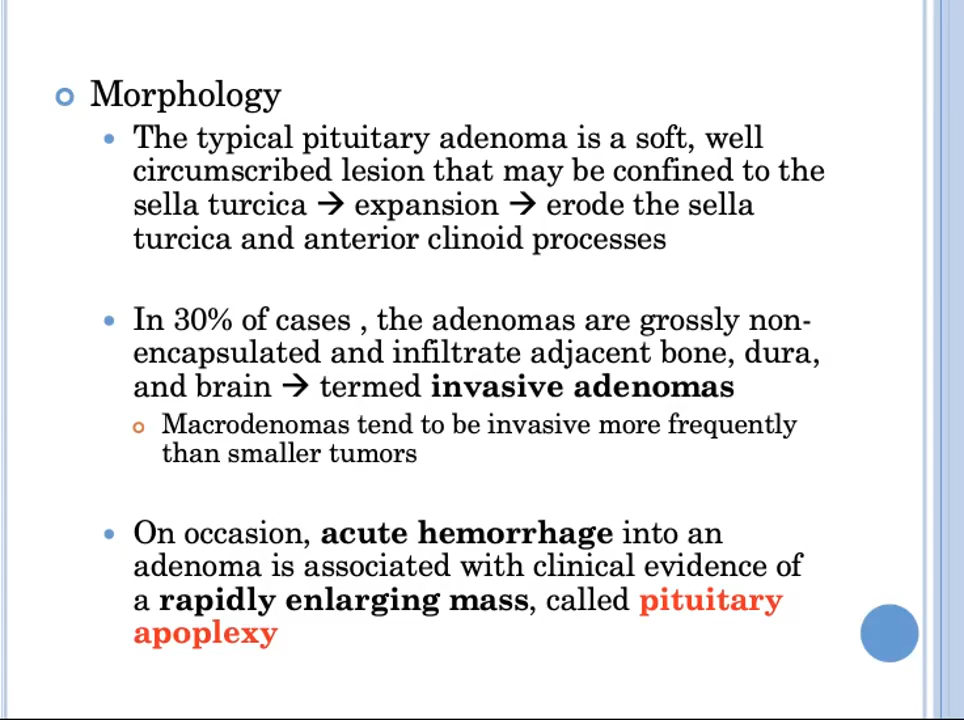 Morphology
The typical pituitary adenoma is a soft, well
circumscribed lesion that may be confined to the
sella turcica → expansion → erode the sella
turcica and anterior clinoid processes
In 30% of cases , the adenomas are grossly non-
encapsulated and infiltrate adjacent bone, dura,
and brain → termed invasive adenomas
Macrodenomas tend to be invasive more frequently
than smaller tumors
On occasion, acute hemorrhage into an
adenoma is associated with clinical evidence of
a rapidly enlarging mass, called pituitary
apoplexy